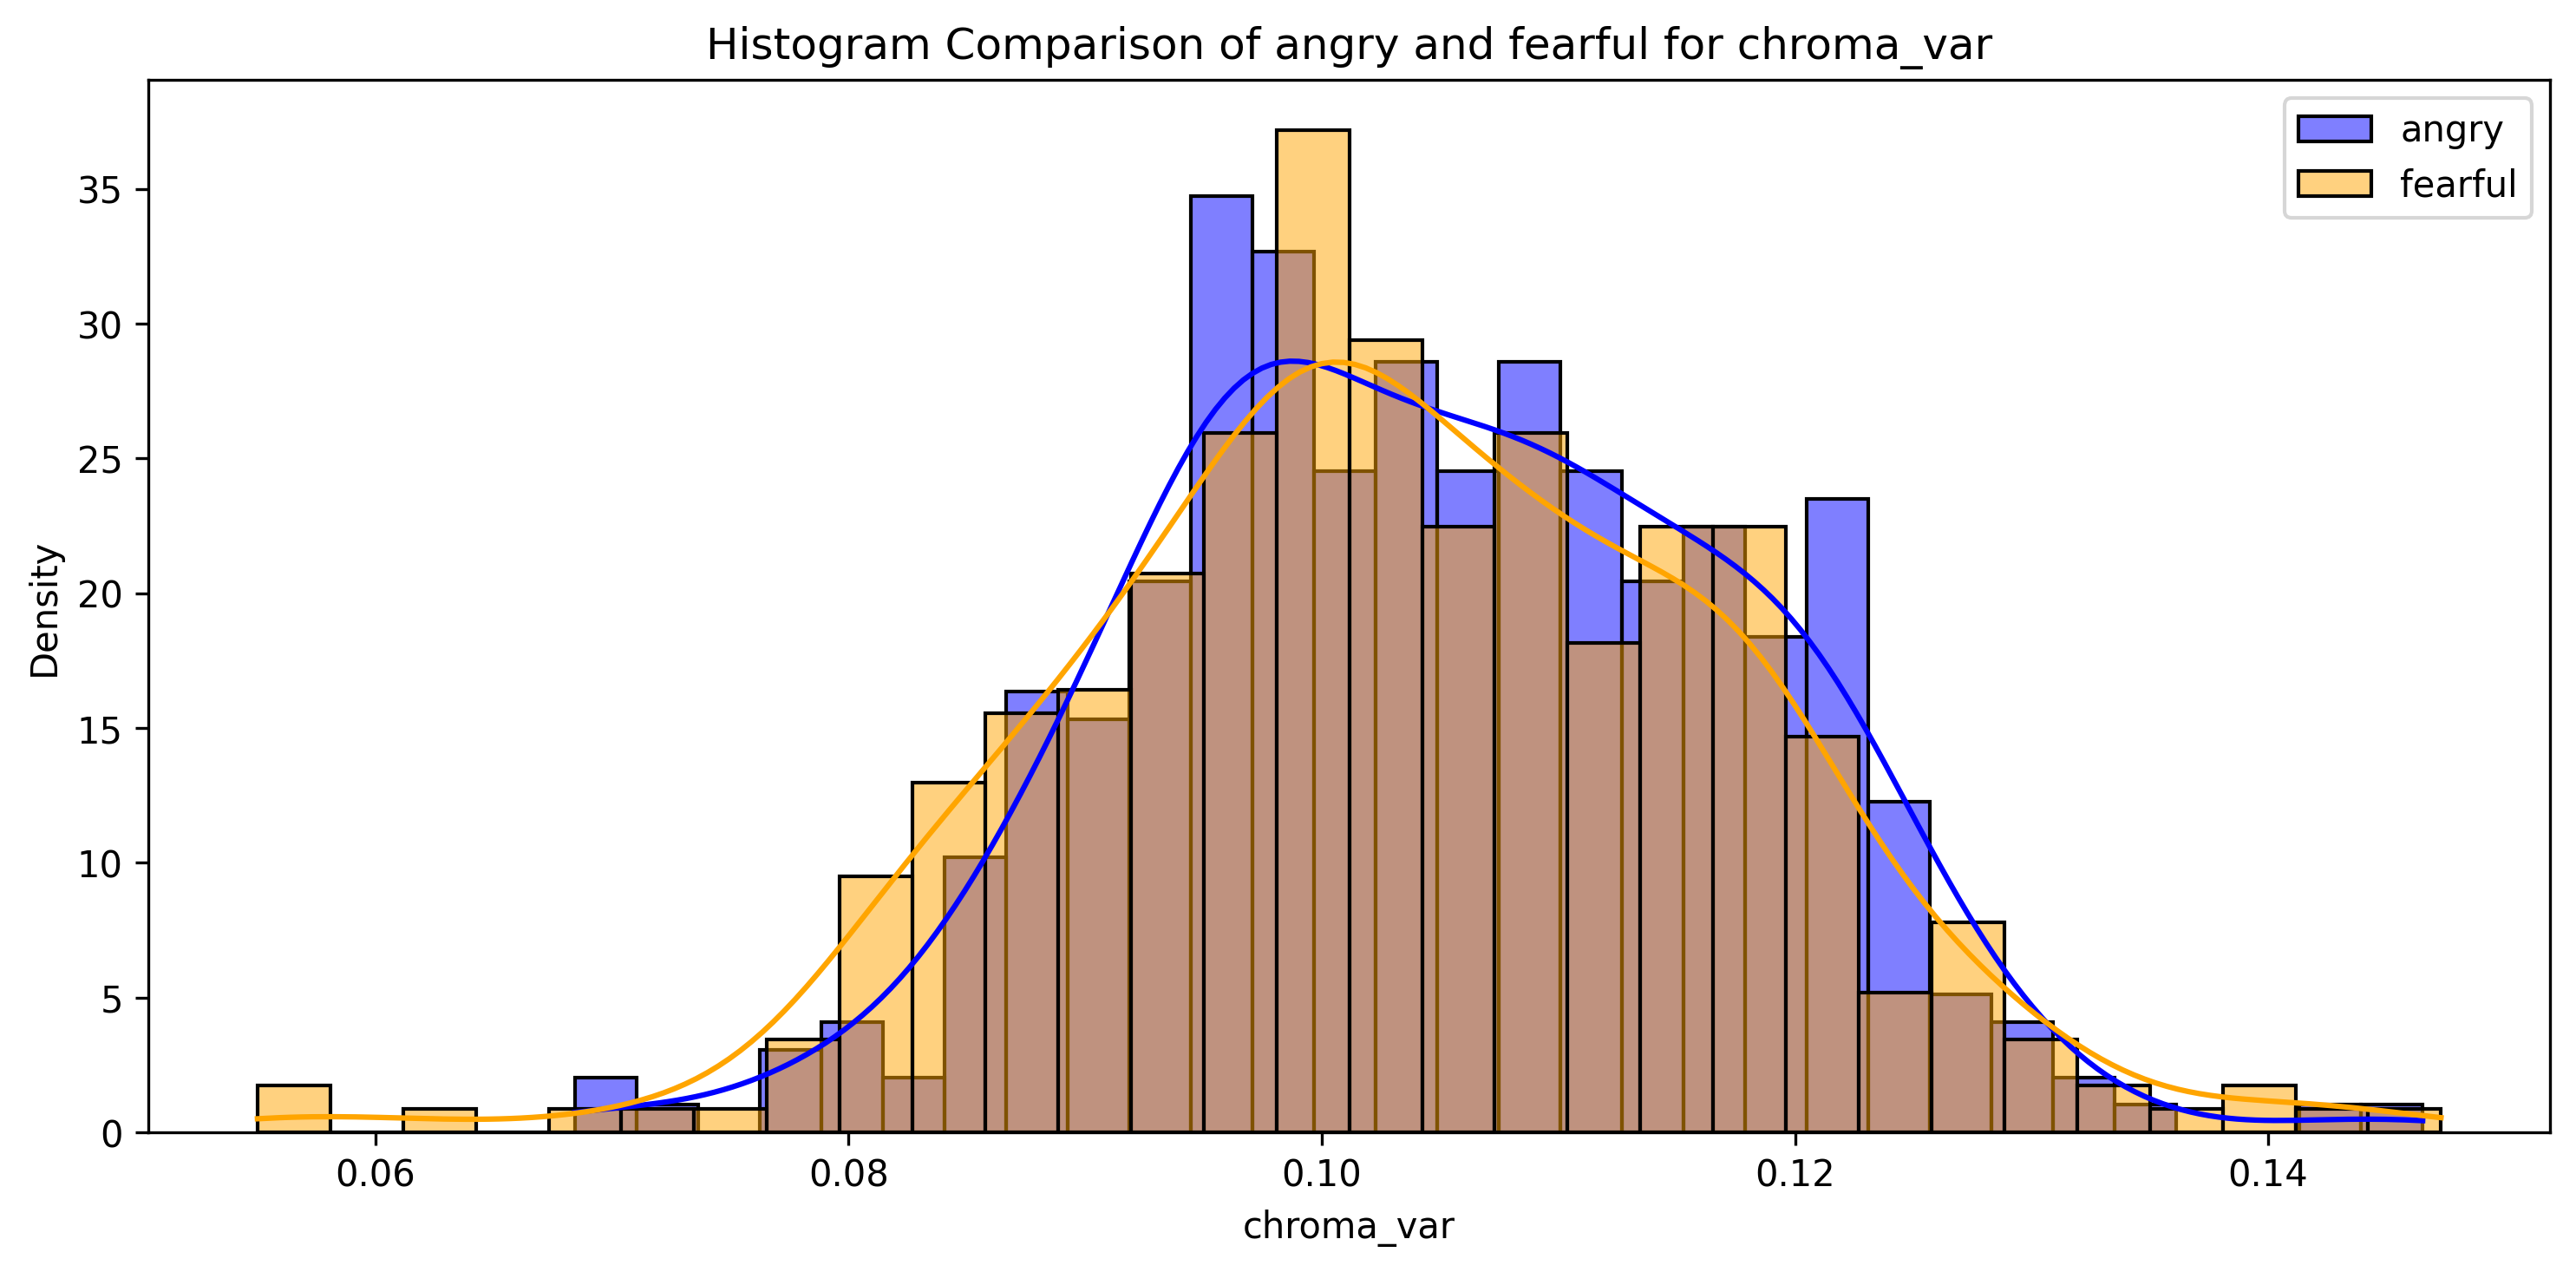 Histogram Comparison of angry and fearful for chroma_var
angry
fearful
35
30
25
20
15
10
5
0
Density
0.06 0.08 0.10 0.12 0.14
chroma_var